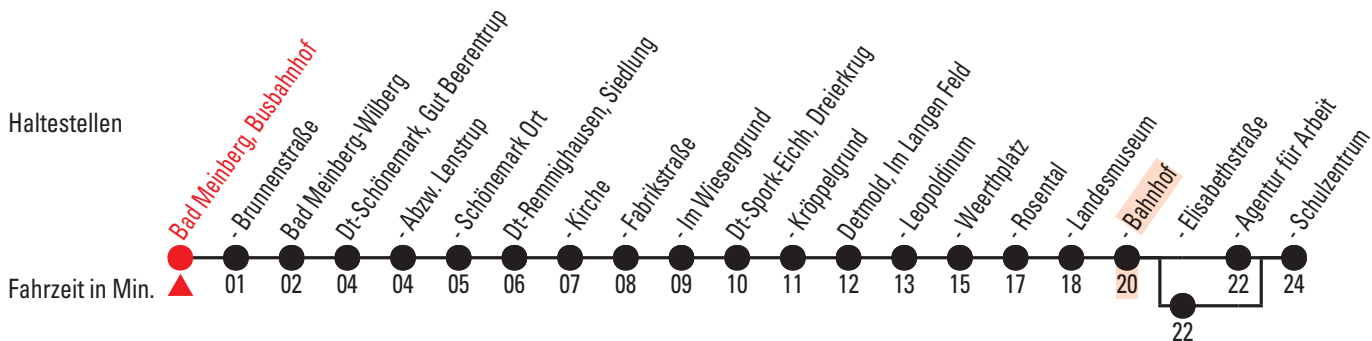 Haltestellen
Bad Meinberg, Busbahnhof
- Brunnenstraße
Bad Meinberg-Wilberg
Dt-Schönemark, Gut Beerentrup
- Abzw. Lenstrup
- Schönemark Ort
Dt-Remmighausen, Siedlung
- Kirche
- Fabrikstraße
- Im Wiesengrund
Dt-Spork-Eichh, Dreierkrug
- Kröppelgrund
Detmold, Im Langen Feld
- Leopoldinum
- Weerthplatz
- Rosental
- Landesmuseum
- Bahnhof
- Elisabethstraße
- Agentur für Arbeit
- Schulzentrum
Fahrzeit in Min. 01 02 04 04 05 06 07 08 09 10 11 12 13 15 17 18 20 22 24
22